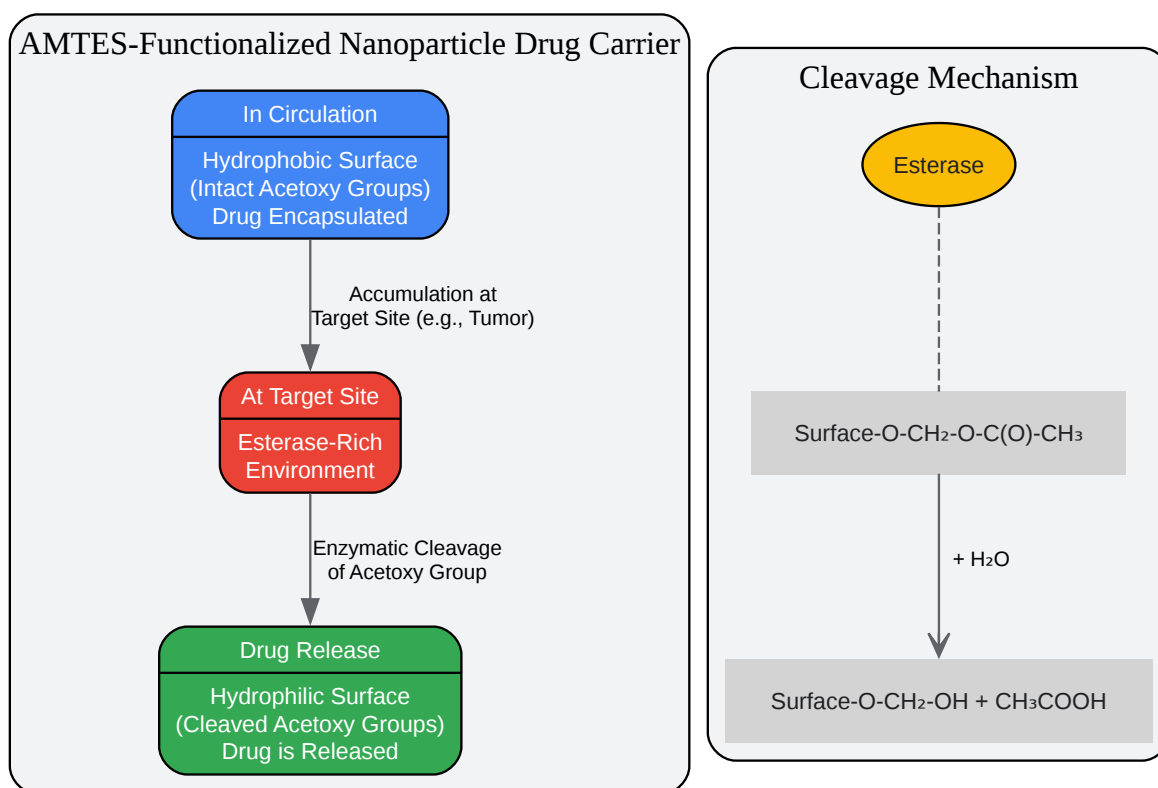 AMTES-Functionalized Nanoparticle Drug Carrier
In Circulation
Hydrophobic Surface
(Intact Acetoxy Groups)
Drug Encapsulated
Accumulation at
Target Site (e.g., Tumor)
At Target Site
Esterase-Rich
Environment
Enzymatic Cleavage
of Acetoxy Group
Drug Release
Hydrophilic Surface
(Cleaved Acetoxy Groups)
Drug is Released
Cleavage Mechanism
Esterase
Surface-O-CH₂-O-C(O)-CH₃
+ H₂O
Surface-O-CH₂-OH + CH₃COOH